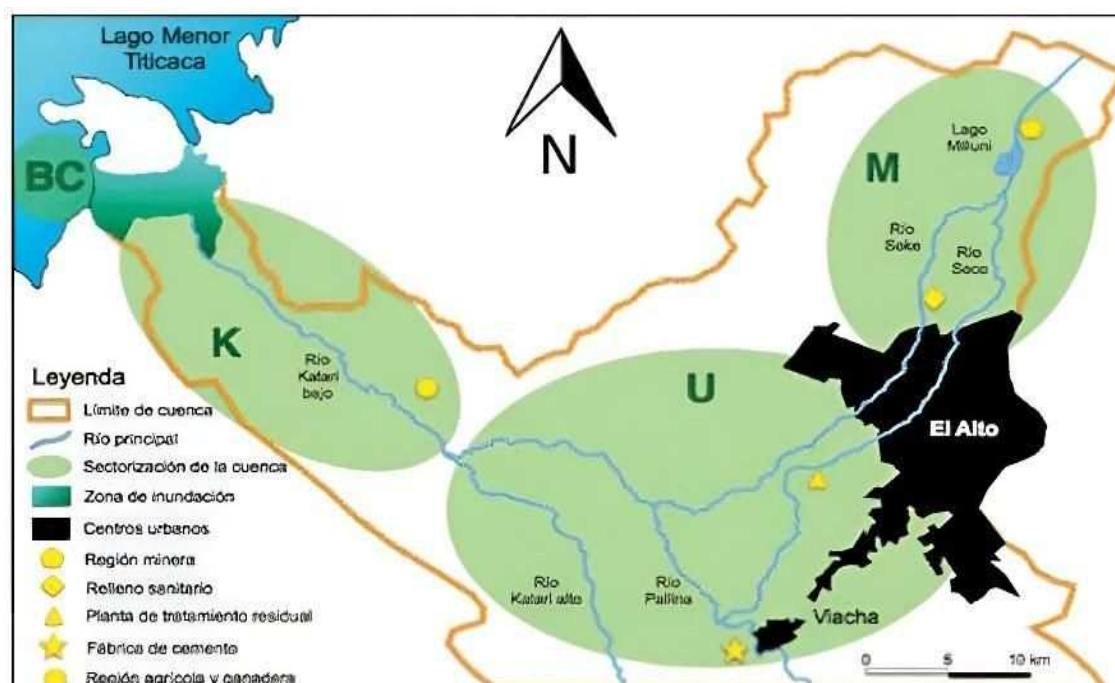 Lago Menor
Titicaca
BC
N
M
Lago
Río
Seke
Río
Seco
K
Río
Katari
bajo
U
El Alto
Río
Katari alto
Río
Pallina
Viacha
0 5 10 km
Leyenda
Límite de cuenca
Río principal
Sectorización de la cuenca
Zona de inundación
Centros urbanos
Región minera
Relleno sanitario
Planta de tratamiento residual
Fábrica de cemento
Región agrícola y ganadera